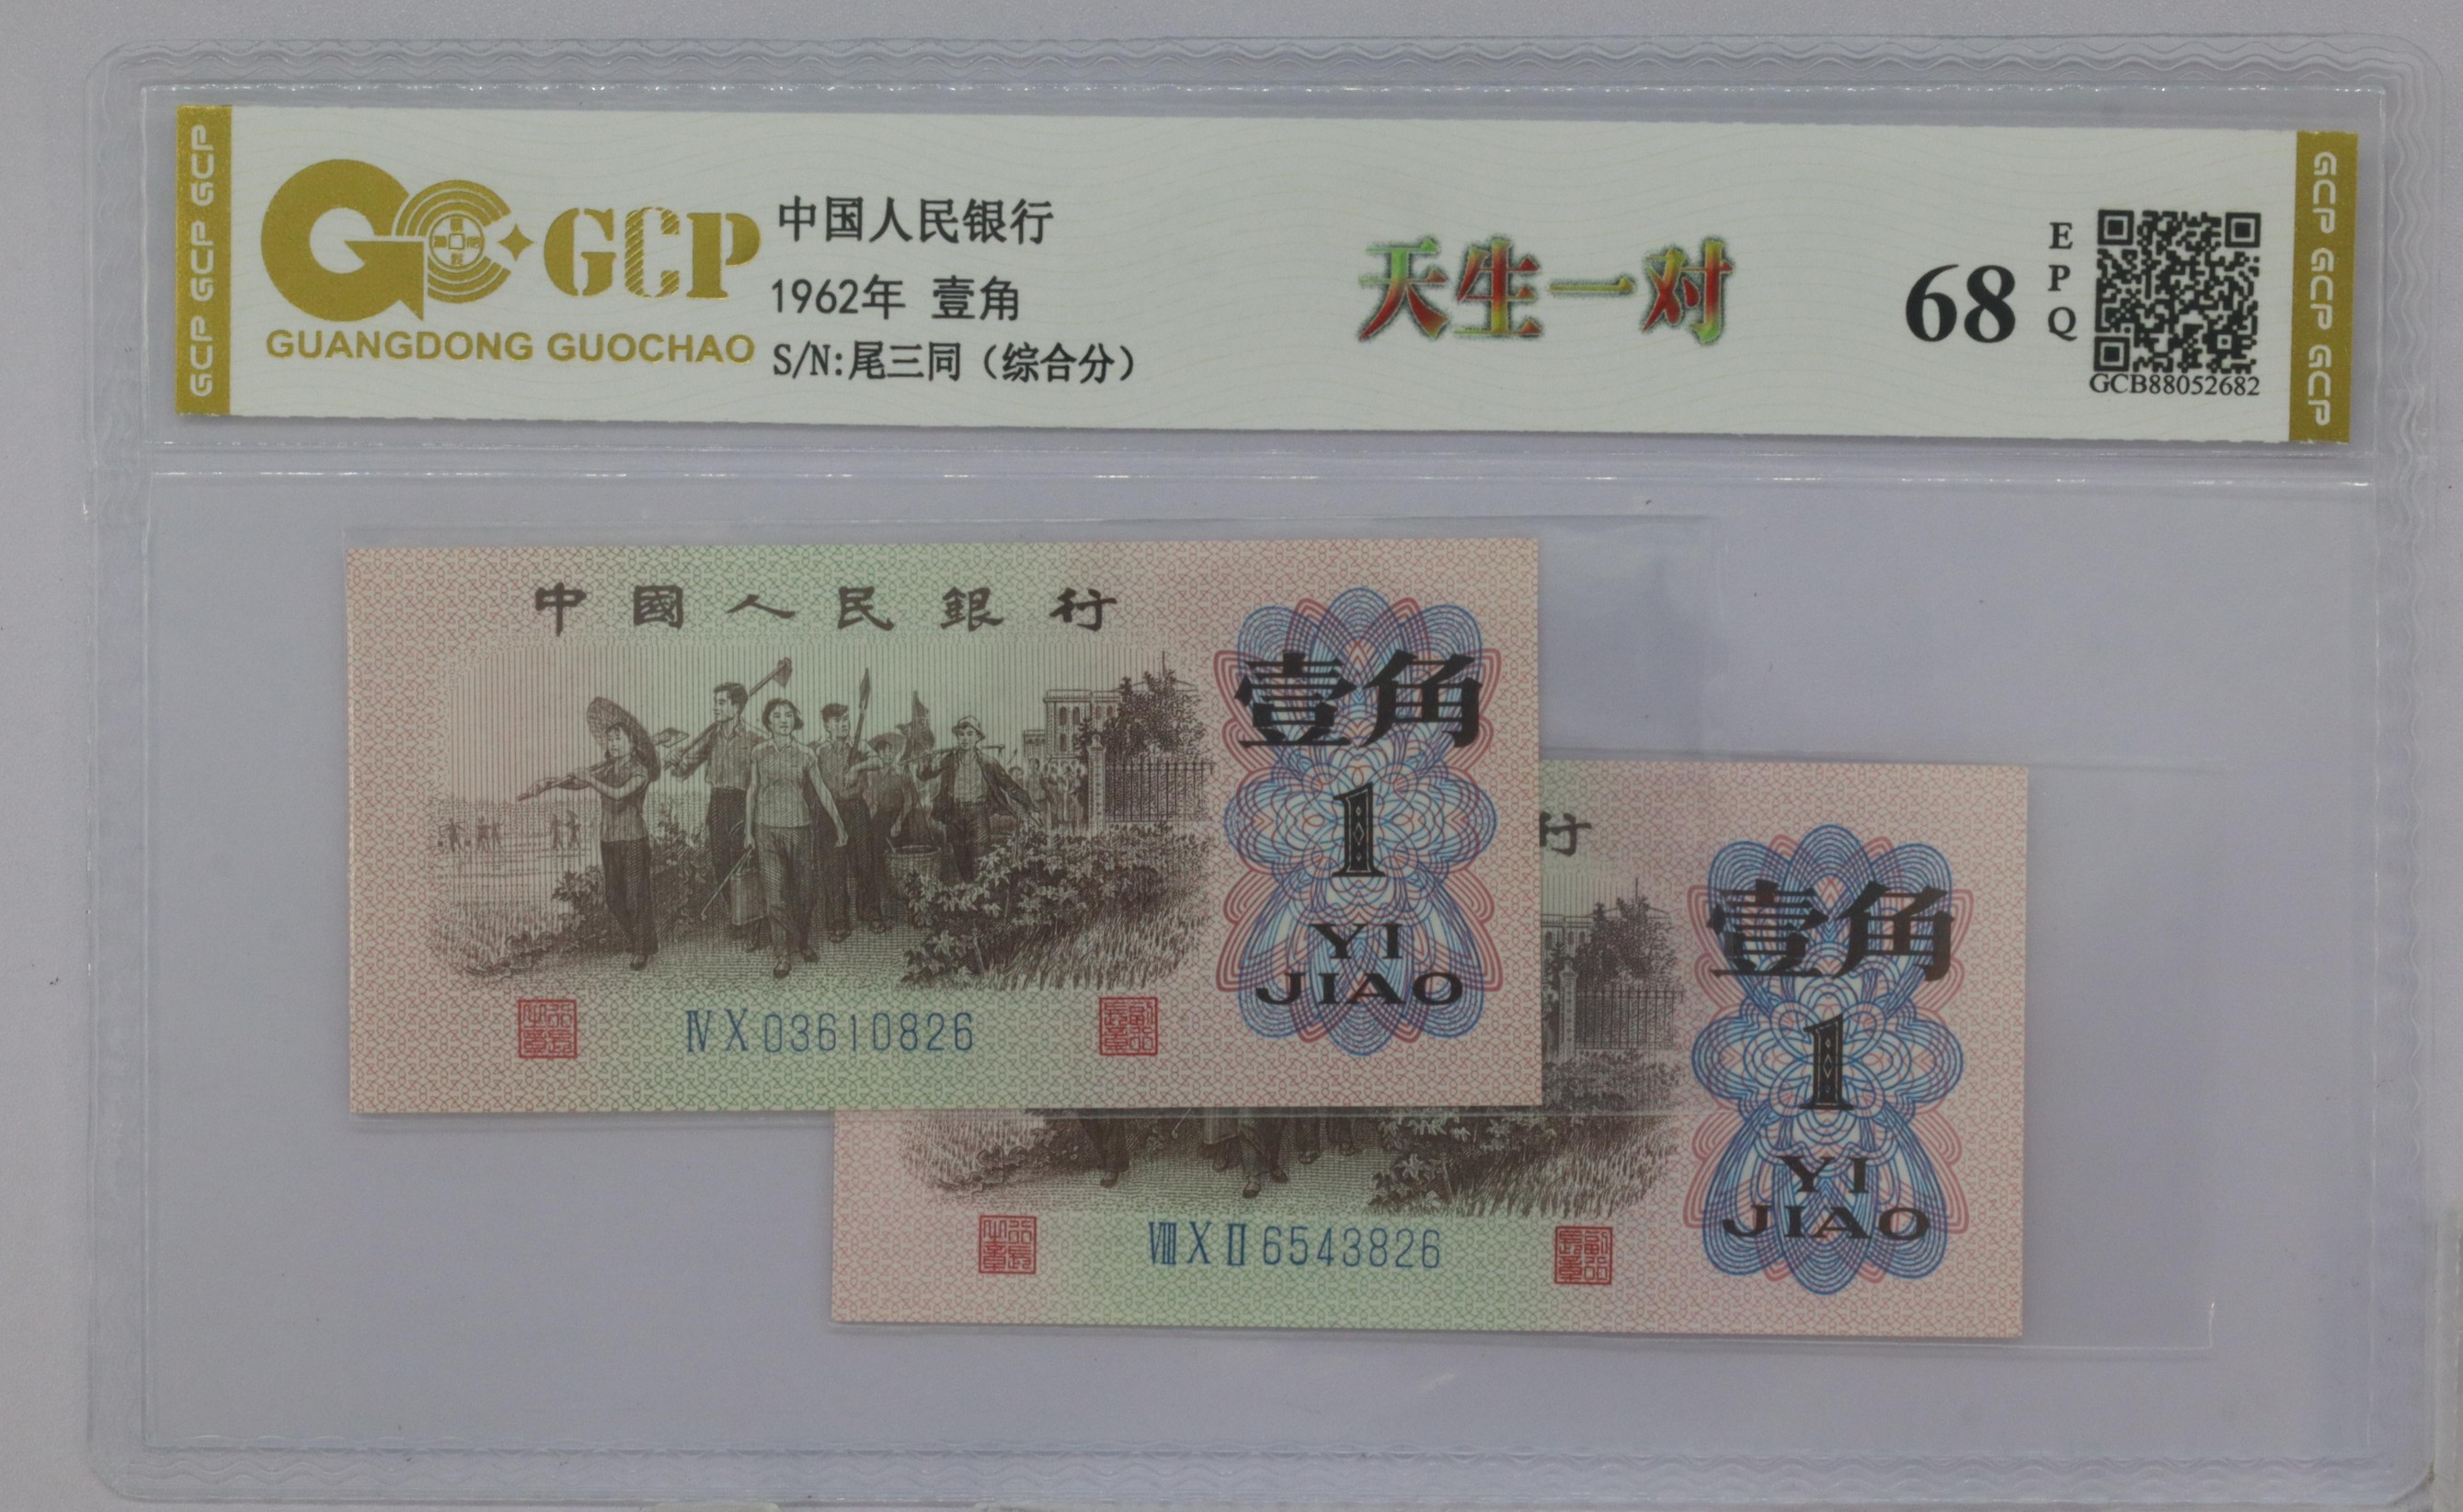 GCP GCP GCP
GCP
GUANGDONG GUOCHAO
中国人民银行
1962年 壹角
S/N:尾三同（综合分）
天生一对
68
EPQ
GCB88052682
GCP GCP GCP
中國人民銀行
壹角
1
YI
JIAO
ⅣⅩ03610826
行
壹角
1
YI
JIAO
ⅧⅩⅡ6543826